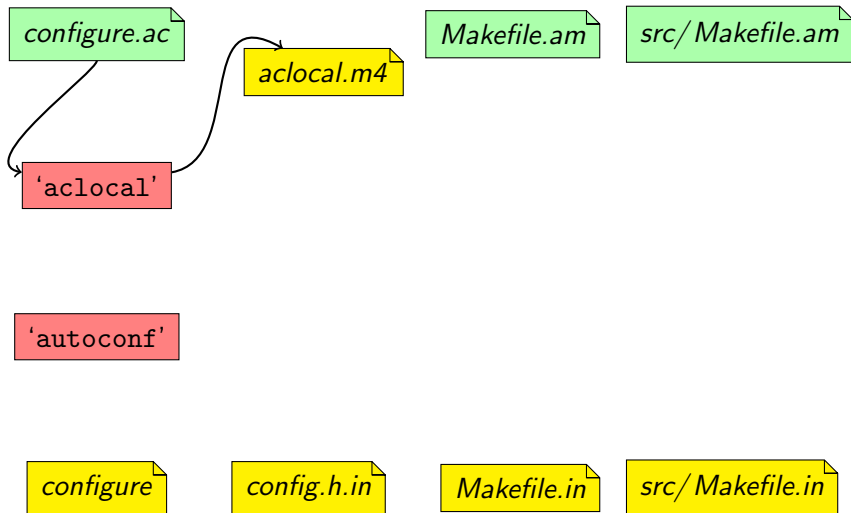 configure.ac
aclocal.m4
Makefile.am
src/Makefile.am
‘aclocal’
‘autoconf’
configure
config.h.in
Makefile.in
src/Makefile.in